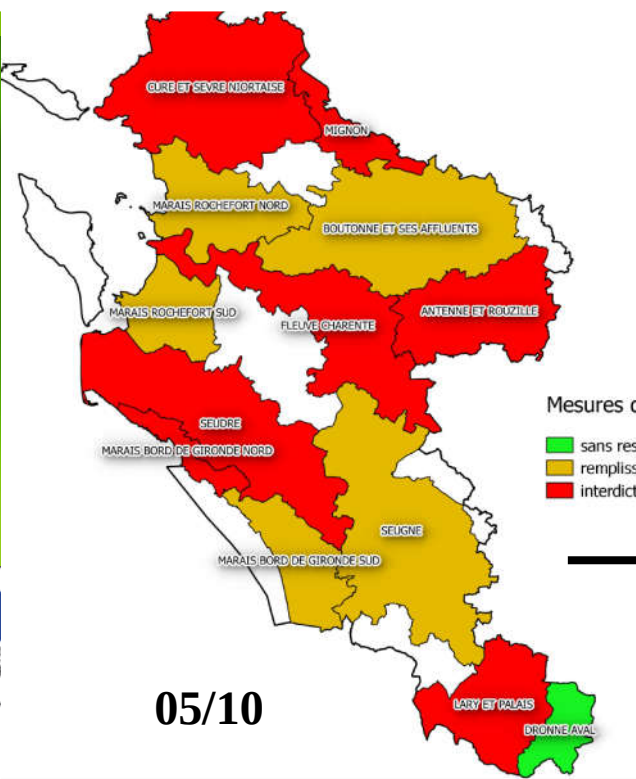 CURE ET SEVRE NIORTAISE
MIGNON
MARAIS ROCHEFORT NORD
BOUTONNE ET SES AFFLUENTS
MARAIS ROCHEFORT SUD
FLEUVE CHARENTE
ANTENNE ET ROUZILLE
Mesures
sans res
SEUDRE
MARAIS BORD DE GIRONDE NORD
rempliss
interdict
SEUGNE
MARAIS BORD DE GIRONDE SUD
LARY ET PALAIS
05/10
DRONNE AVAL